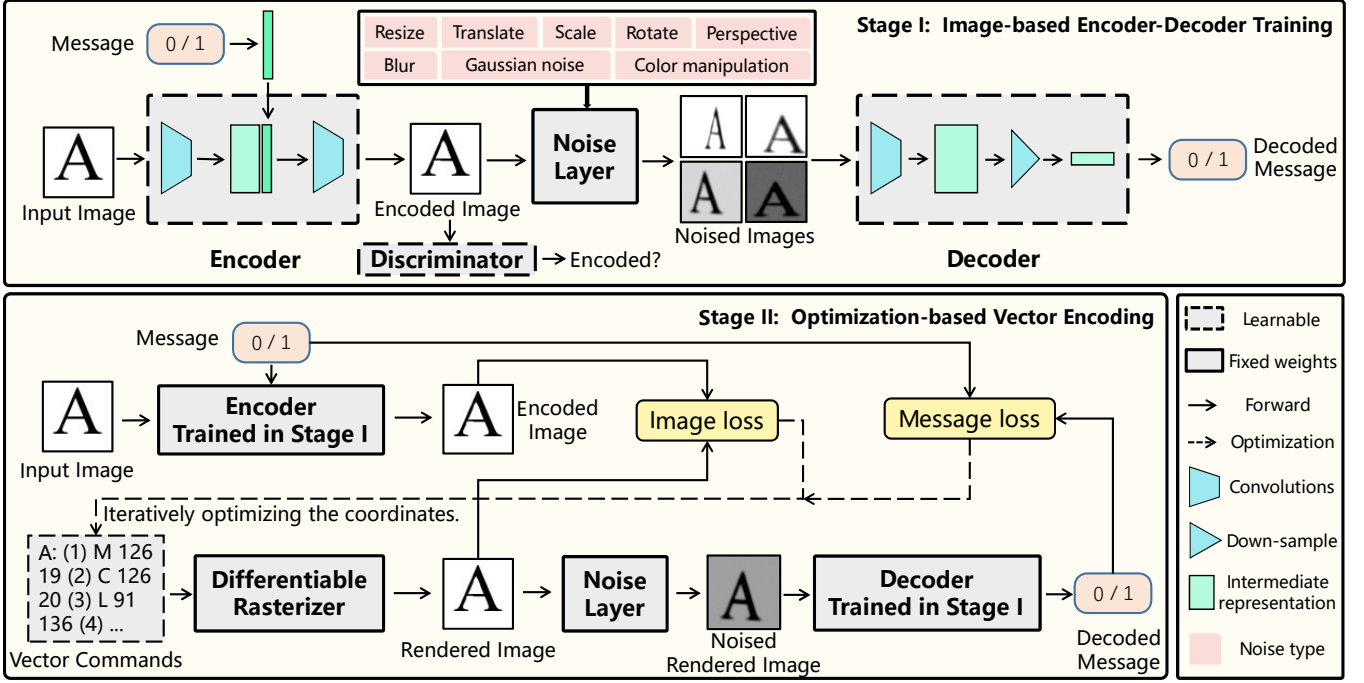 Stage I: Image-based Encoder-Decoder Training
Message
0 / 1
Resize
Translate
Scale
Rotate
Perspective
Blur
Gaussian noise
Color manipulation
A
Input Image
Encoder
A
Encoded Image
Discriminator
Encoded?
Noise
Layer
A
A
A
A
Noised Images
Decoder
0 / 1
Decoded
Message
Stage II: Optimization-based Vector Encoding
Message
0 / 1
A
Input Image
Encoder
Trained in Stage I
A
Encoded
Image
Image loss
Message loss
Iteratively optimizing the coordinates.
A: (1) M 126
19 (2) C 126
20 (3) L 91
136 (4) ...
Vector Commands
Differentiable
Rasterizer
A
Rendered Image
Noise
Layer
A
Noised
Rendered Image
Decoder
Trained in Stage I
0 / 1
Decoded
Message
Learnable
Fixed weights
Forward
Optimization
Convolutions
Down-sample
Intermediate
representation
Noise type